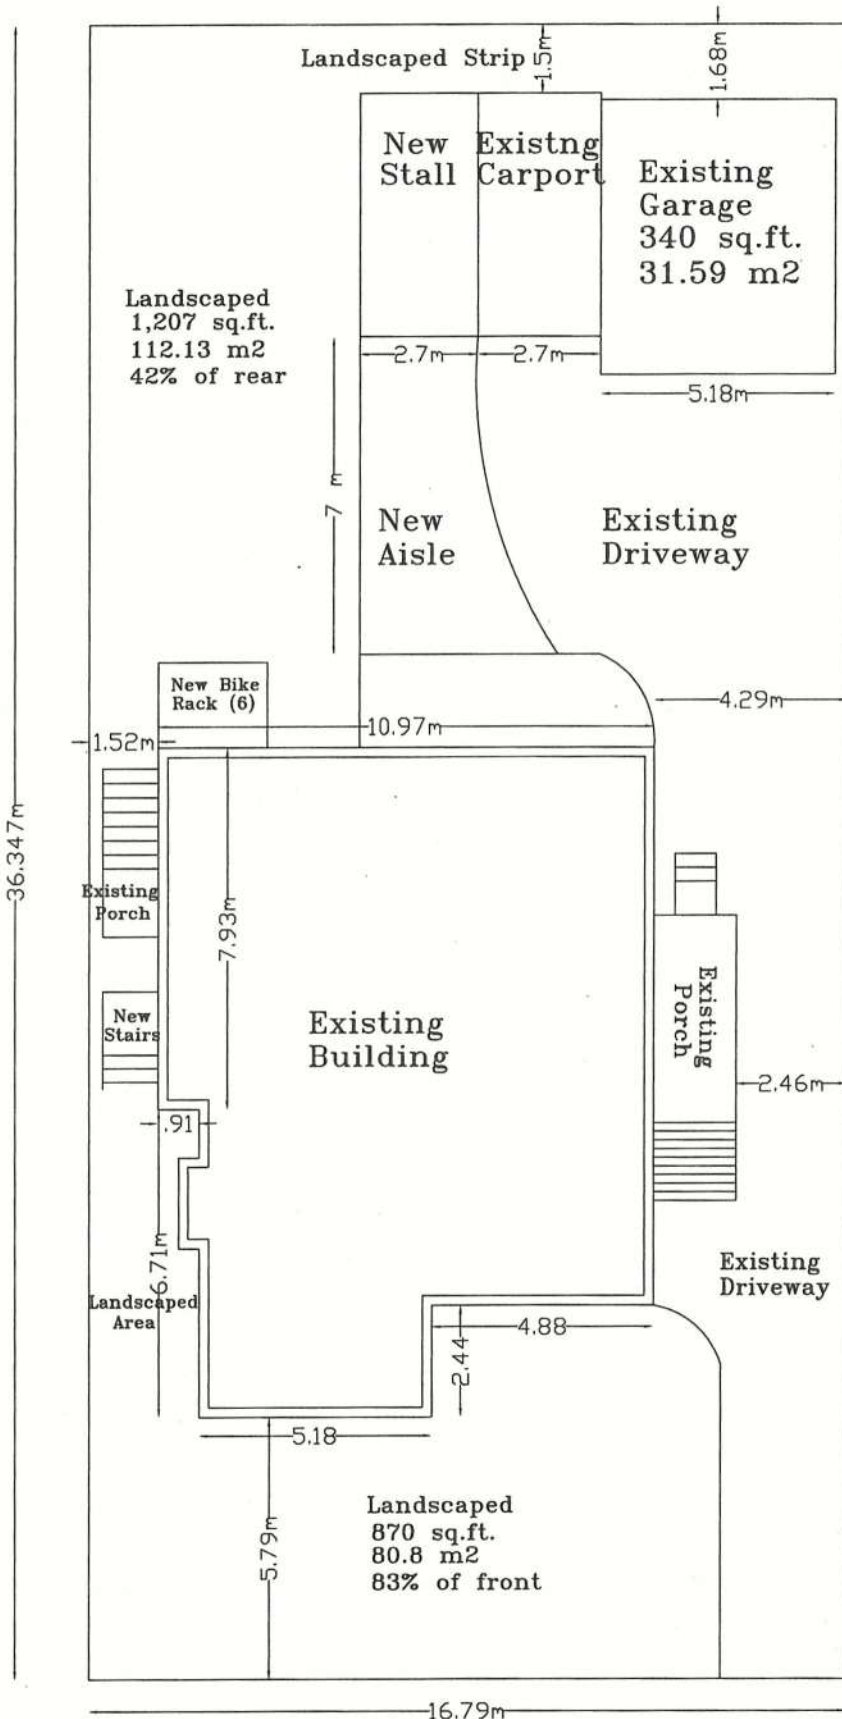 Landscaped Strip
1.5m
1.68m
New
Stall
Existng
Carport
Existing
Garage
340 sq.ft.
31.59 m2
Landscaped
1,207 sq.ft.
112.13 m2
42% of rear
2.7m
2.7m
5.18m
7 m
New
Aisle
Existing
Driveway
New Bike
Rack (6)
4.29m
10.97m
1.52m
36.347m
Existing
Porch
7.93m
New
Stairs
Existing
Building
Existing
Porch
2.46m
.91
6.71m
Landscaped
Area
Existing
Driveway
4.88
2.44
5.18
5.79m
Landscaped
870 sq.ft.
80.8 m2
83% of front
16.79m